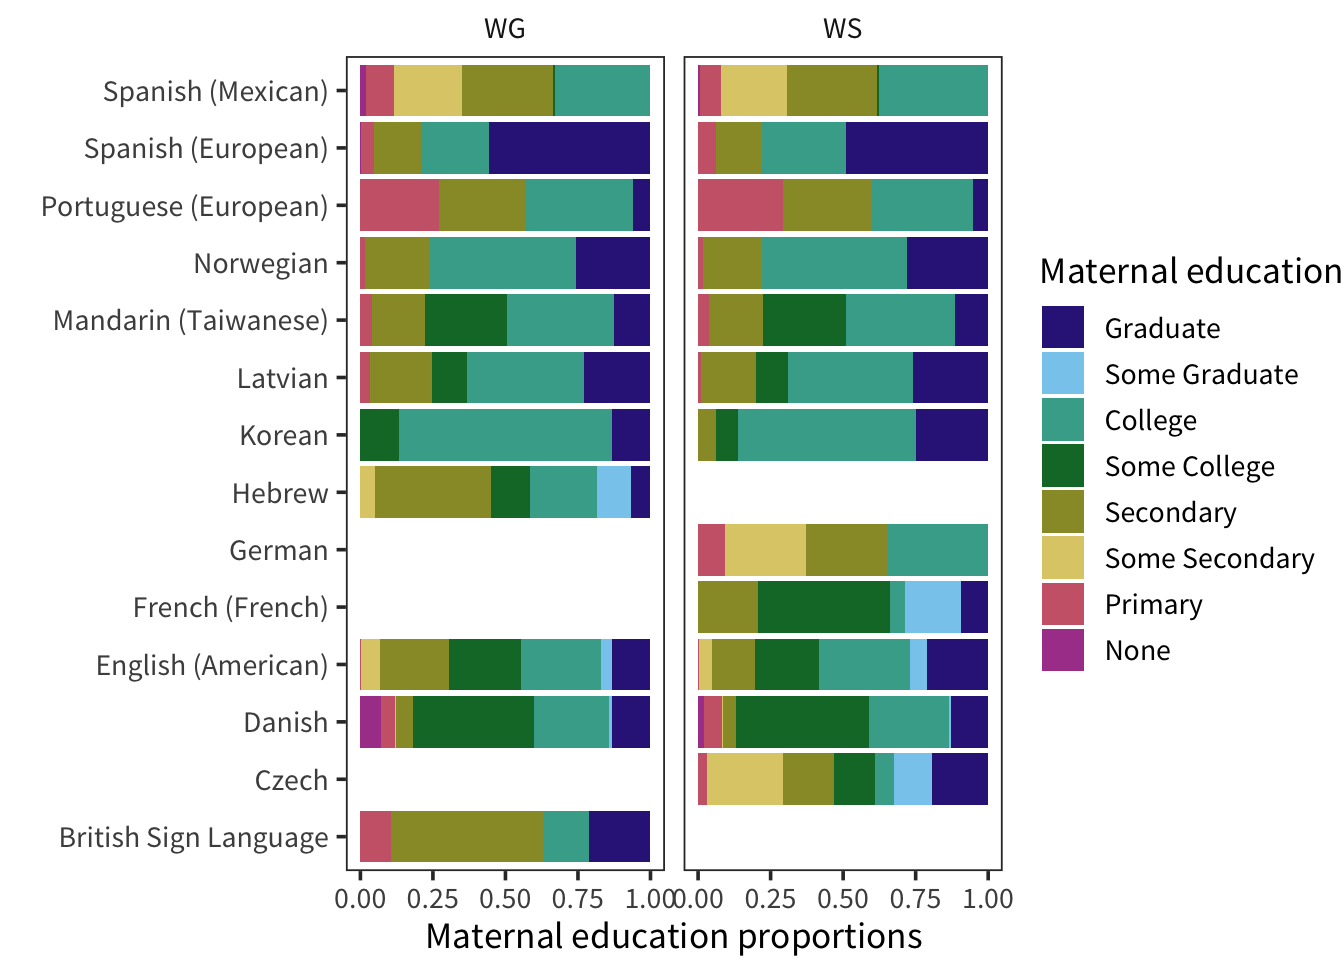 WG
WS
Spanish (Mexican)
Spanish (European)
Portuguese (European)
Norwegian
Mandarin (Taiwanese)
Latvian
Korean
Hebrew
German
French (French)
English (American)
Danish
Czech
British Sign Language
0.00 0.25 0.50 0.75 1.00
0.00 0.25 0.50 0.75 1.00
Maternal education proportions
Maternal education
Graduate
Some Graduate
College
Some College
Secondary
Some Secondary
Primary
None